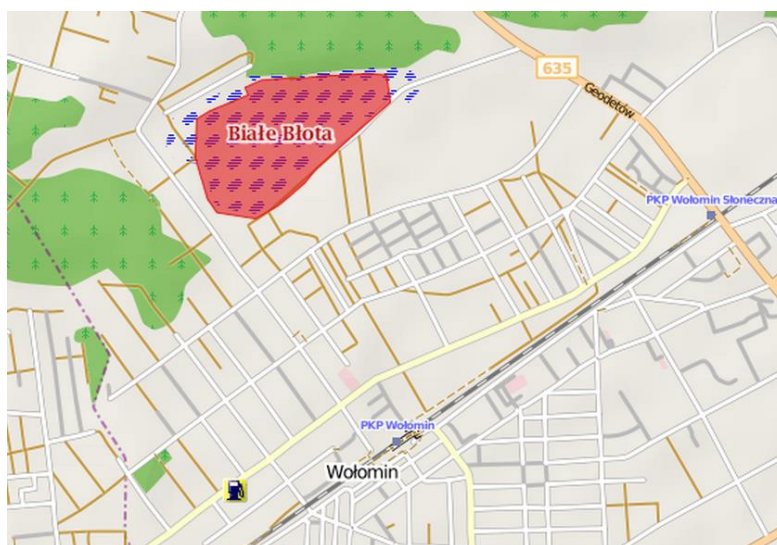 635
Geodetów
Białe Błota
PKP Wołomin Słoneczna
PKP Wołomin
Wołomin